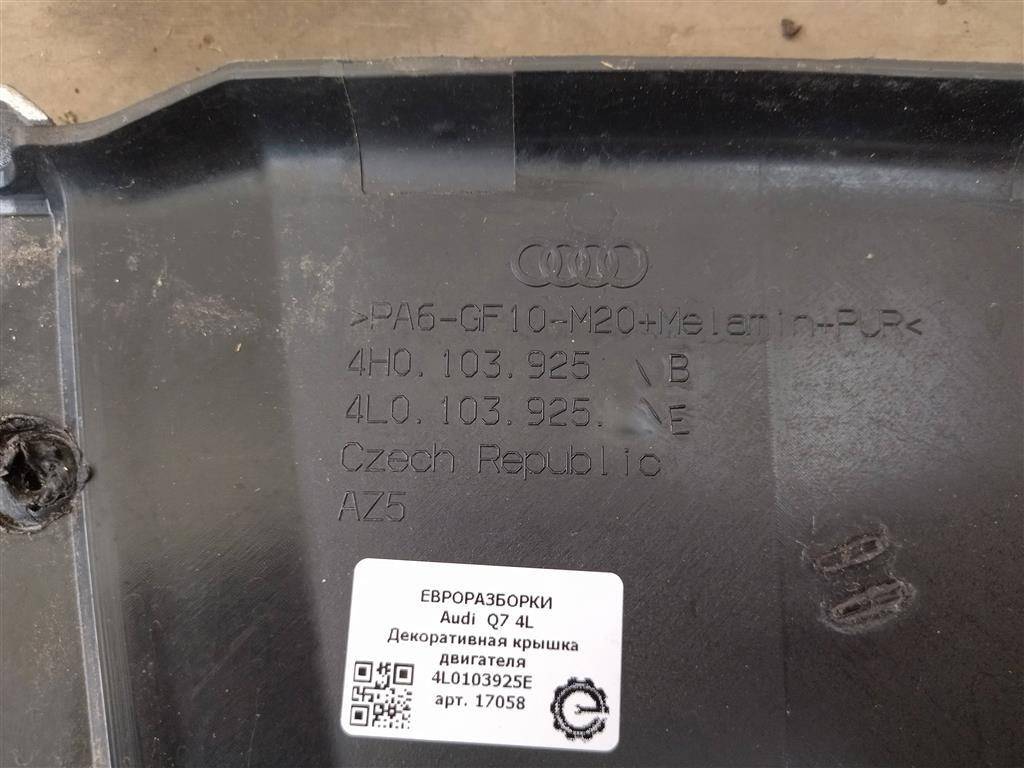 >PA6-GF10-M20+Melamin+PUR<
4H0. 103. 925 \ B
4L0. 103. 925. \ E
Czech Republic
AZ5
ЕВРОРАЗБОРКИ
Audi Q7 4L
Декоративная крышка
двигателя
4L0103925E
арт. 17058